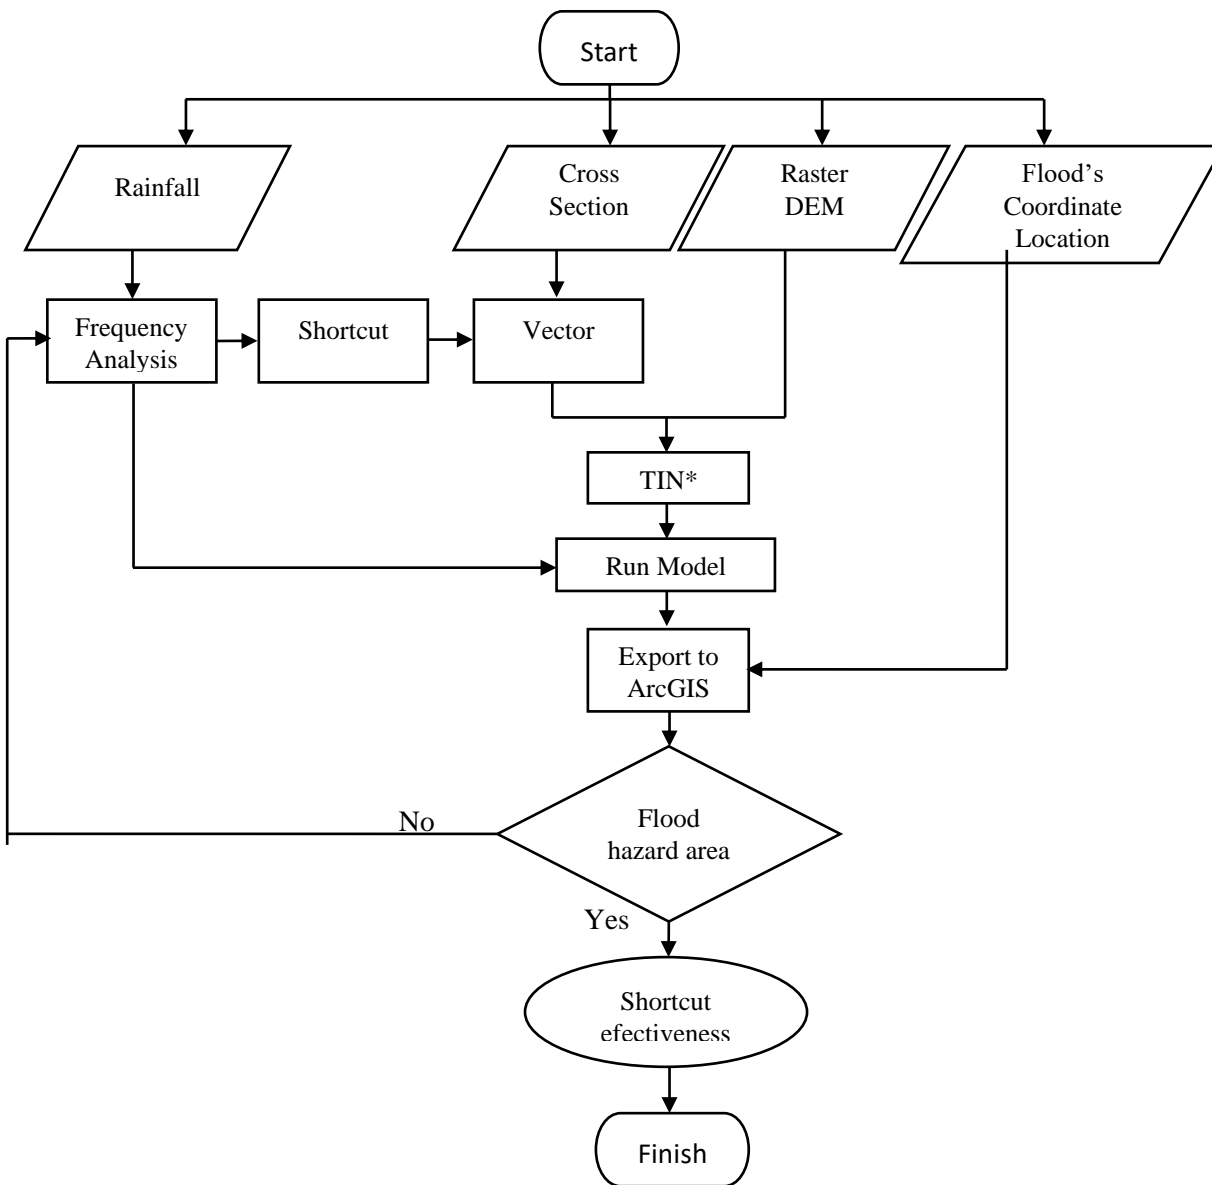 Start
Rainfall
Cross
Section
Raster
DEM
Flood's
Coordinate
Location
Frequency
Analysis
Shortcut
Vector
TIN*
Run Model
Export to
ArcGIS
No
Flood
hazard area
Yes
Shortcut
efectiveness
Finish